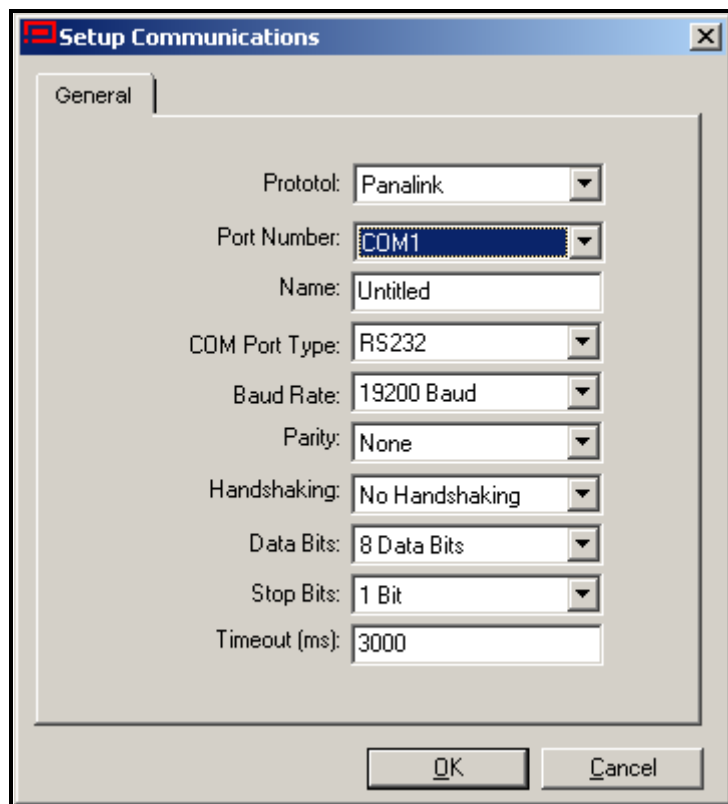 Setup Communications
General
Prototol: Panalink
Port Number: COM1
Name: Untitled
COM Port Type: RS232
Baud Rate: 19200 Baud
Parity: None
Handshaking: No Handshaking
Data Bits: 8 Data Bits
Stop Bits: 1 Bit
Timeout (ms): 3000
OK Cancel